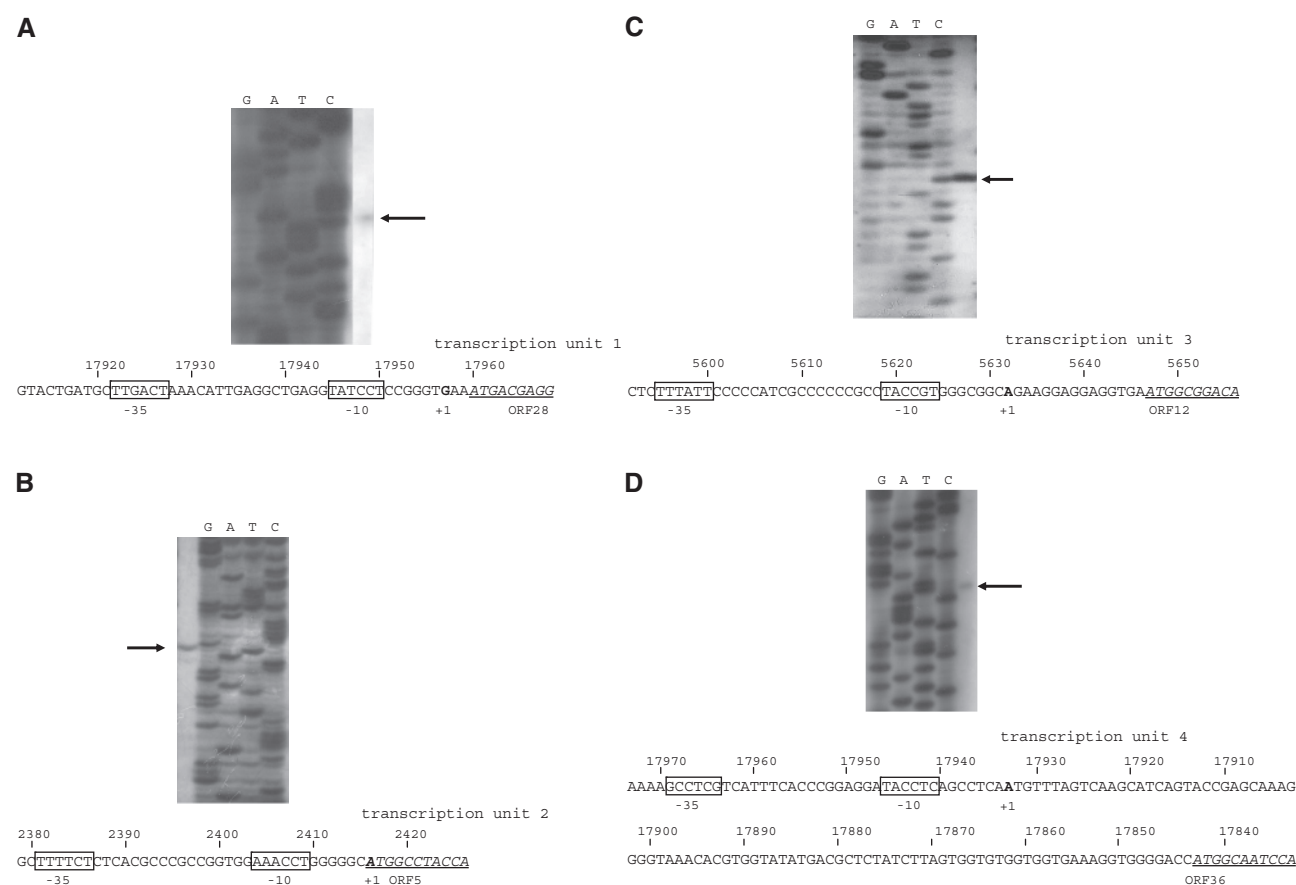 A
G A T C
transcription unit 1
17920 17930 17940 17950 17960
GTACTGATGCTTGACTAAACATTGAGGCTGAGGTATCCTCCGGGTGAAATGACGAGG
-35 -10 +1 ORF28
B
G A T C
transcription unit 2
2380 2390 2400 2410 2420
GCTTTTCTCTCACGCCCGCCGGTGGAAACCTGGGGGCATGGCCTACCA
-35 -10 +1 ORF5
C
G A T C
transcription unit 3
5600 5610 5620 5630 5640 5650
CTCTTTATTCCCCCATCGCCCCCCGCCTACCGTGGGCGGCAGAAGGAGGAGGTGAATGGCGGACA
-35 -10 +1 ORF12
D
G A T C
transcription unit 4
17970 17960 17950 17940 17930 17920 17910
AAAAGCCTCGTCATTTCACCCGGAGGATACCTCAGCCTCAATGTTTAGTCAAGCATCAGTACCGAGCAAAG
-35 -10 +1
17900 17890 17880 17870 17860 17850 17840
GGGTAAACACGTGGTATATGACGCTCTATCTTAGTGGTGTGGTGGTGAAAGGTGGGGACCATGGCAATCCA
ORF36